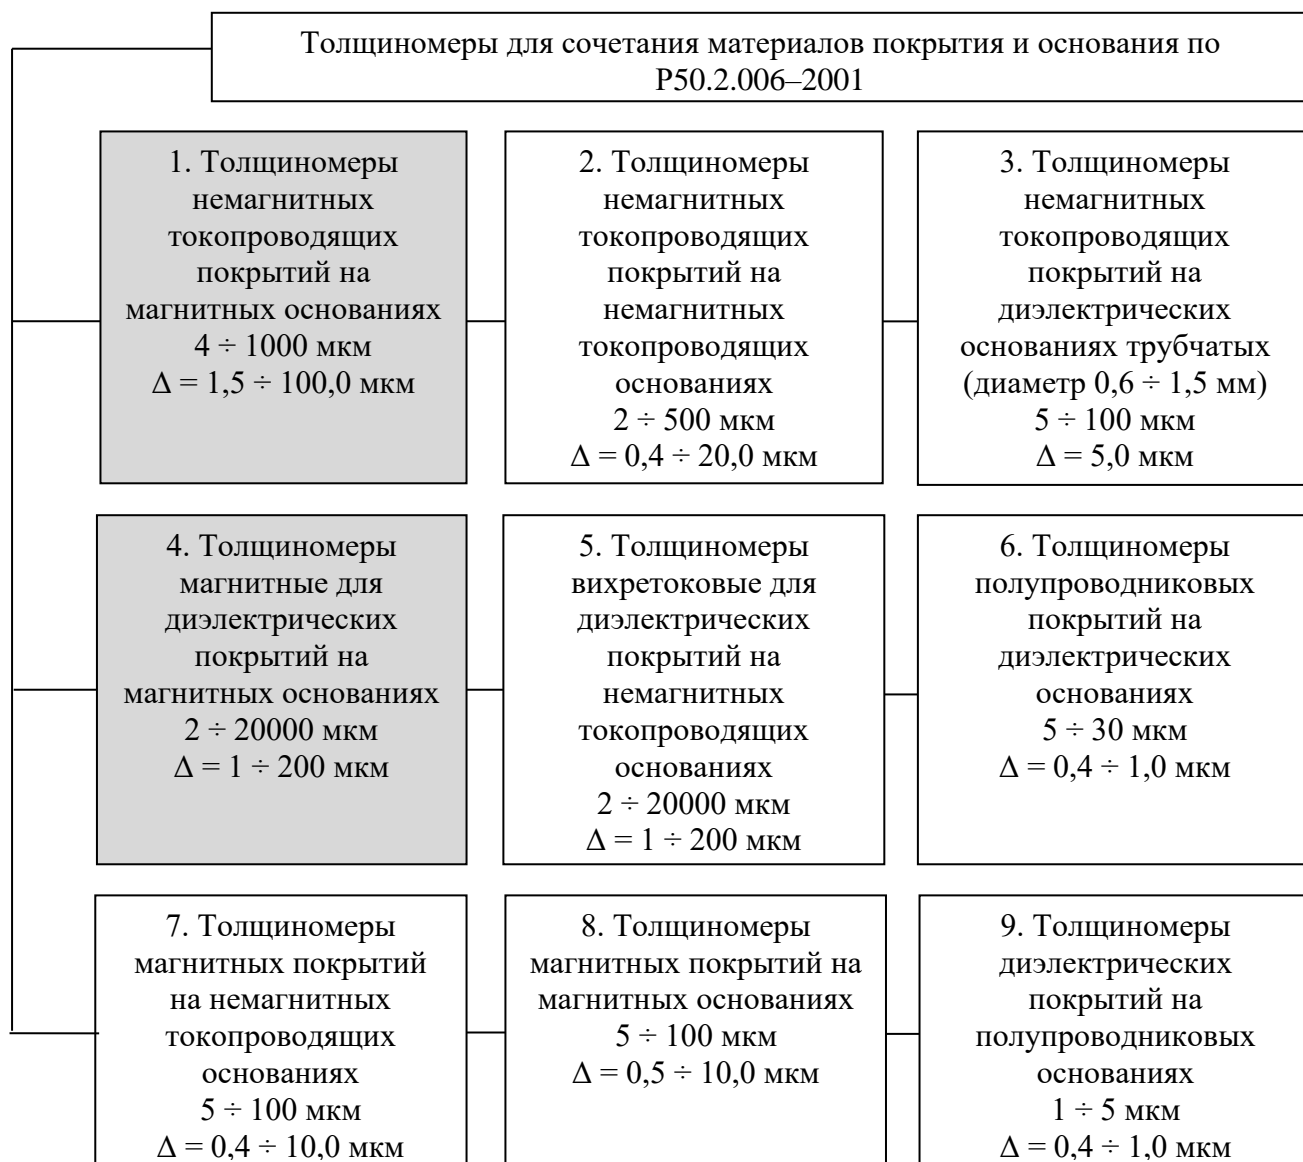 Толщиномеры для сочетания материалов покрытия и основания по
Р50.2.006–2001
1. Толщиномеры
немагнитных
токопроводящих
покрытий на
магнитных основаниях
4 ÷ 1000 мкм
Δ = 1,5 ÷ 100,0 мкм
2. Толщиномеры
немагнитных
токопроводящих
покрытий на
немагнитных
токопроводящих
основаниях
2 ÷ 500 мкм
Δ = 0,4 ÷ 20,0 мкм
3. Толщиномеры
немагнитных
токопроводящих
покрытий на
диэлектрических
основаниях трубчатых
(диаметр 0,6 ÷ 1,5 мм)
5 ÷ 100 мкм
Δ = 5,0 мкм
4. Толщиномеры
магнитные для
диэлектрических
покрытий на
магнитных основаниях
2 ÷ 20000 мкм
Δ = 1 ÷ 200 мкм
5. Толщиномеры
вихретоковые для
диэлектрических
покрытий на
немагнитных
токопроводящих
основаниях
2 ÷ 20000 мкм
Δ = 1 ÷ 200 мкм
6. Толщиномеры
полупроводниковых
покрытий на
диэлектрических
основаниях
5 ÷ 30 мкм
Δ = 0,4 ÷ 1,0 мкм
7. Толщиномеры
магнитных покрытий
на немагнитных
токопроводящих
основаниях
5 ÷ 100 мкм
Δ = 0,4 ÷ 10,0 мкм
8. Толщиномеры
магнитных покрытий на
магнитных основаниях
5 ÷ 100 мкм
Δ = 0,5 ÷ 10,0 мкм
9. Толщиномеры
диэлектрических
покрытий на
полупроводниковых
основаниях
1 ÷ 5 мкм
Δ = 0,4 ÷ 1,0 мкм